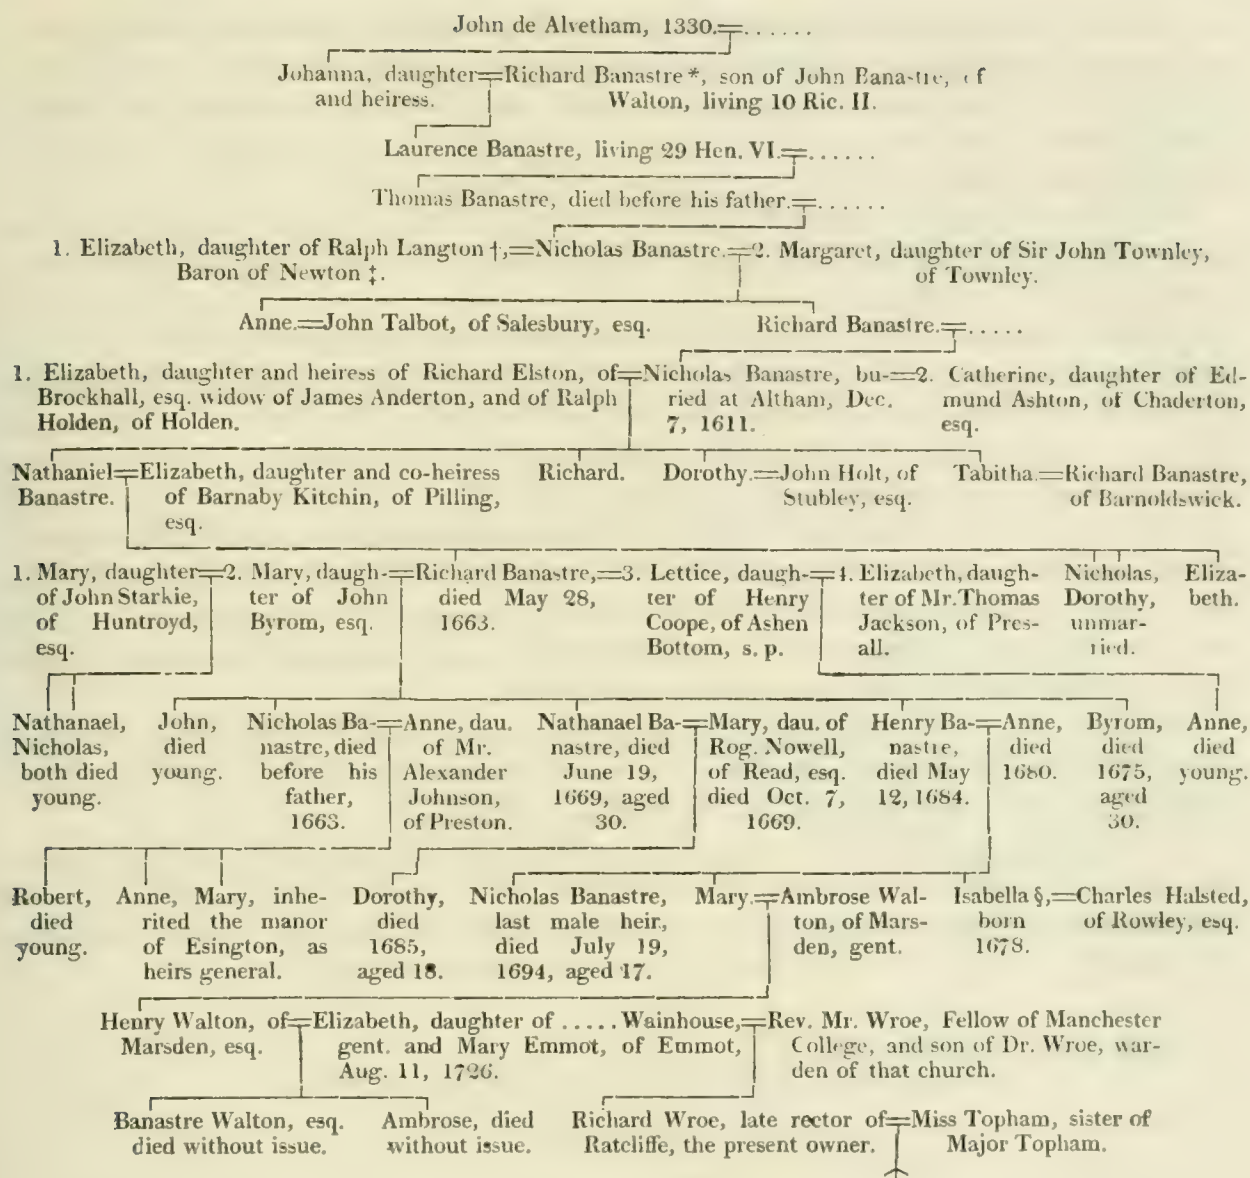 John de Alvetham, 1330.=......
Johanna, daughter=Richard Banastre*, son of John Banastre, of
and heiress. Walton, living 10 Ric. II.
Laurence Banastre, living 29 Hen. VI.=......
Thomas Banastre, died before his father.=......
1. Elizabeth, daughter of Ralph Langton †,=Nicholas Banastre.=2. Margaret, daughter of Sir John Townley,
Baron of Newton ‡. of Townley.
Anne.=John Talbot, of Salesbury, esq. Richard Banastre.=.....
1. Elizabeth, daughter and heiress of Richard Elston, of=Nicholas Banastre, bu-=2. Catherine, daughter of Ed-
Brockhall, esq. widow of James Anderton, and of Ralph ried at Altham, Dec. mund Ashton, of Chaderton,
Holden, of Holden. 7, 1611. esq.
Nathaniel=Elizabeth, daughter and co-heiress Richard. Dorothy.=John Holt, of Tabitha.=Richard Banastre,
Banastre. of Barnaby Kitchin, of Pilling, Stubley, esq. of Barnoldswick.
esq.
1. Mary, daughter=2. Mary, daugh-=Richard Banastre,=3. Lettice, daugh-=4. Elizabeth, daugh- Nicholas, Eliza-
of John Starkie, ter of John died May 28, ter of Henry ter of Mr. Thomas Dorothy, beth.
of Huntroyd, Byrom, esq. 1663. Coope, of Ashen Jackson, of Pres- unmar-
esq. Bottom, s. p. all. ried.
Nathanael, John, Nicholas Ba-=Anne, dau. Nathanael Ba-=Mary, dau. of Henry Ba-=Anne, Byrom, Anne,
Nicholas, died nastre, died of Mr. nastre, died Rog. Nowell, nastre, died died died
both died young. before his Alexander June 19, of Read, esq. died May 1680. 1675, young.
young. father, Johnson, 1669, aged died Oct. 7, 12, 1684. aged
1663. of Preston. 30. 1669. 30.
Robert, Anne, Mary, inhe- Dorothy, Nicholas Banastre, Mary.=Ambrose Wal- Isabella §,=Charles Halsted,
died rited the manor died last male heir, ton, of Mars- born of Rowley, esq.
young. of Esington, as 1685, died July 19, den, gent. 1678.
heirs general. aged 18. 1694, aged 17.
Henry Walton, of=Elizabeth, daughter of ..... Wainhouse,=Rev. Mr. Wroe, Fellow of Manchester
Marsden, esq. gent. and Mary Emmot, of Emmot, College, and son of Dr. Wroe, war-
Aug. 11, 1726. den of that church.
Banastre Walton, esq. Ambrose, died Richard Wroe, late rector of=Miss Topham, sister of
died without issue. without issue. Ratcliffe, the present owner. Major Topham.